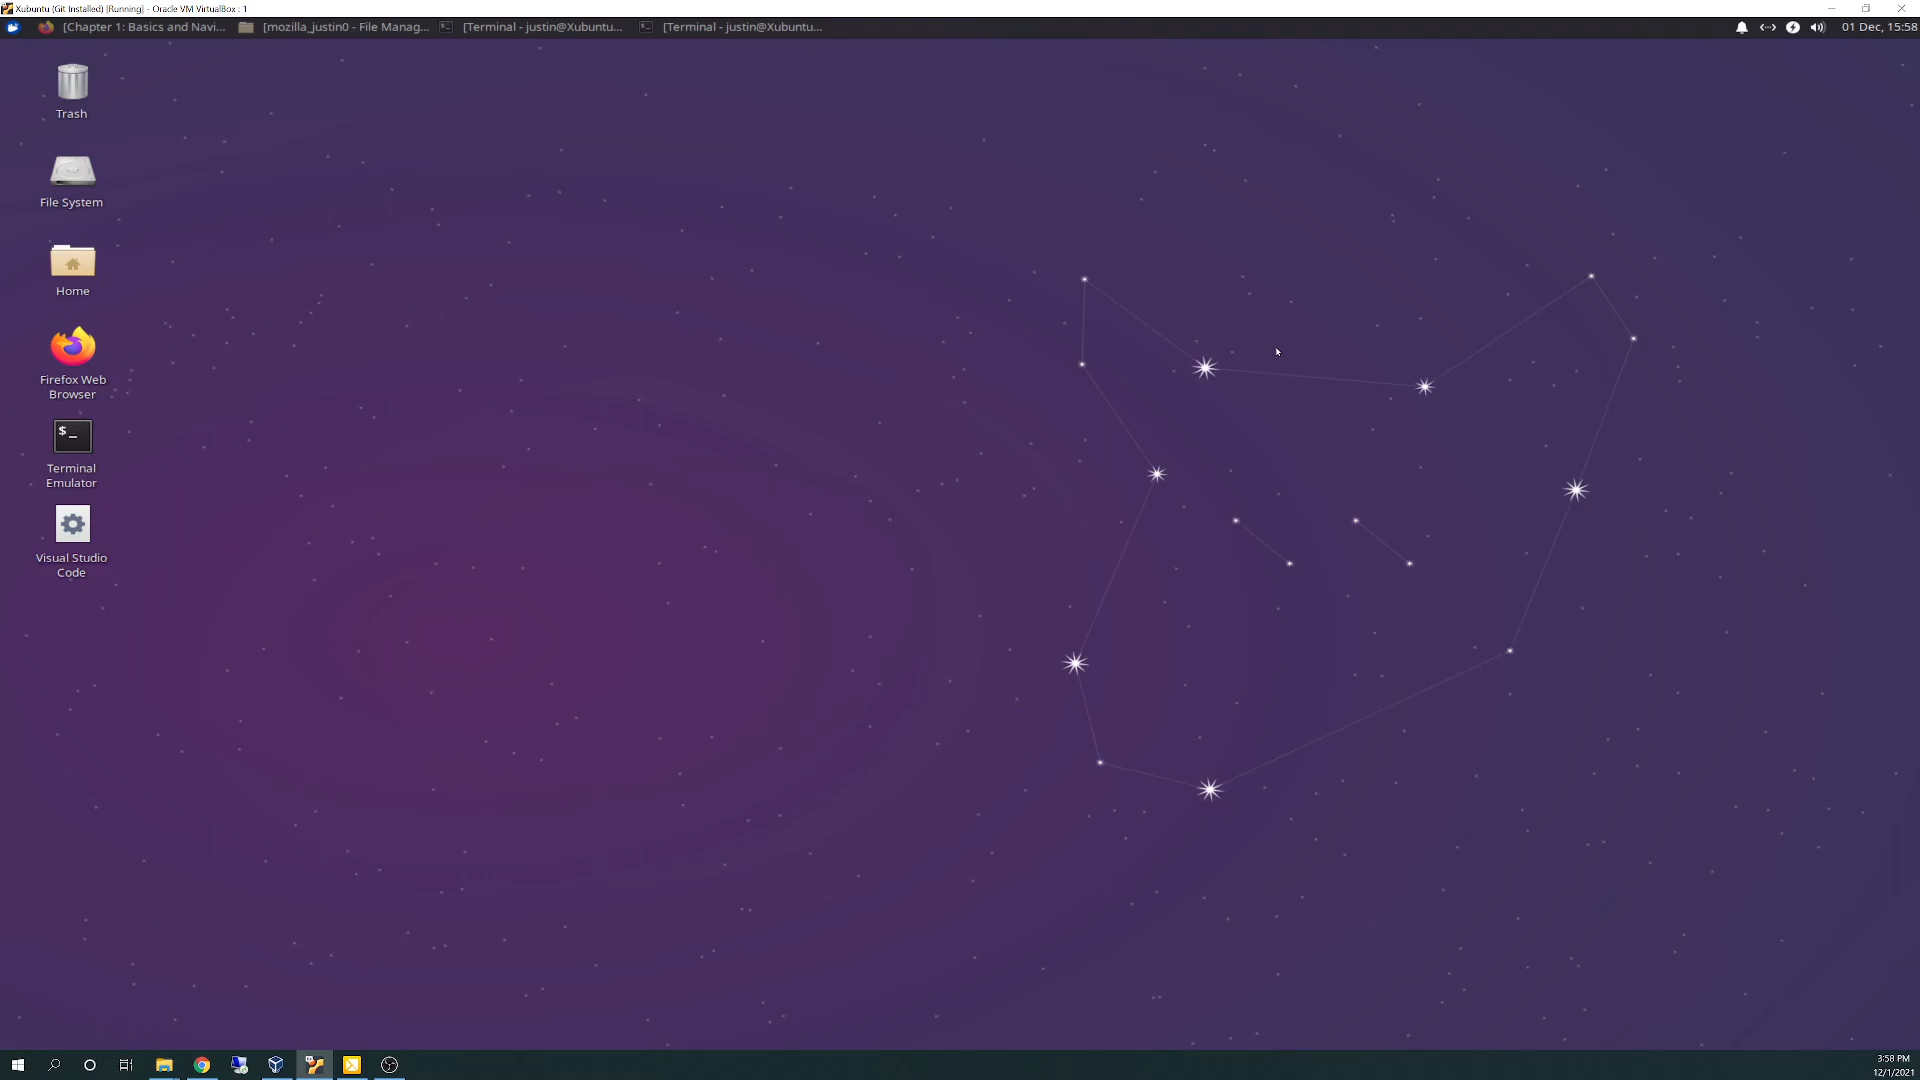 Xubuntu (Git Installed) [Running] - Oracle VM VirtualBox : 1
[Chapter 1: Basics and Navi... [mozilla_justin0 - File Manag... [Terminal - justin@Xubuntu... [Terminal - justin@Xubuntu... 01 Dec, 15:58
Trash
File System
Home
Firefox Web
Browser
$ _
Terminal
Emulator
Visual Studio
Code
3:58 PM
12/1/2021